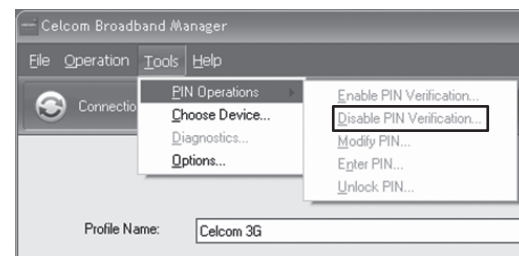 Celcom Broadband Manager
File Operation Tools Help
Connectio
PIN Operations
Choose Device...
Diagnostics...
Options...
Enable PIN Verification...
Disable PIN Verification...
Modify PIN...
Enter PIN...
Unlock PIN...
Profile Name: Celcom 3G